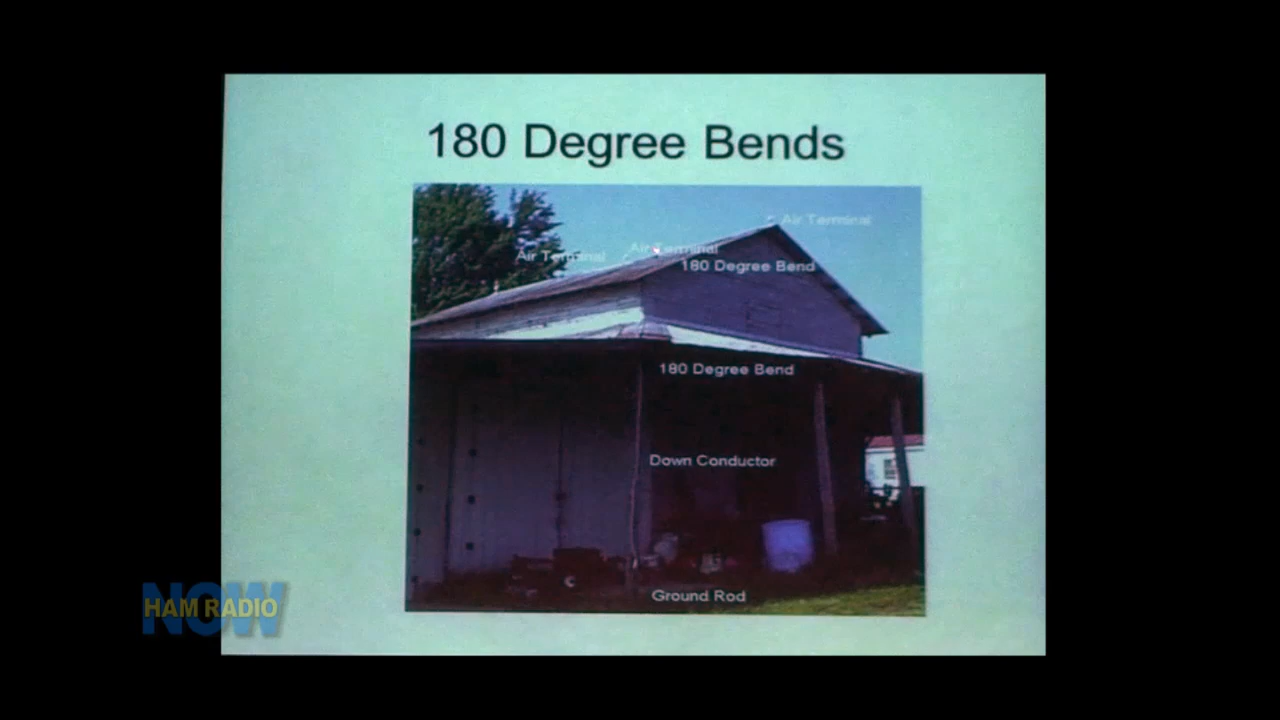 180 Degree Bends
Air Terminal
Air Terminal
Air Terminal
180 Degree Bend
180 Degree Bend
Down Conductor
Ground Rod
NOW
HAM RADIO